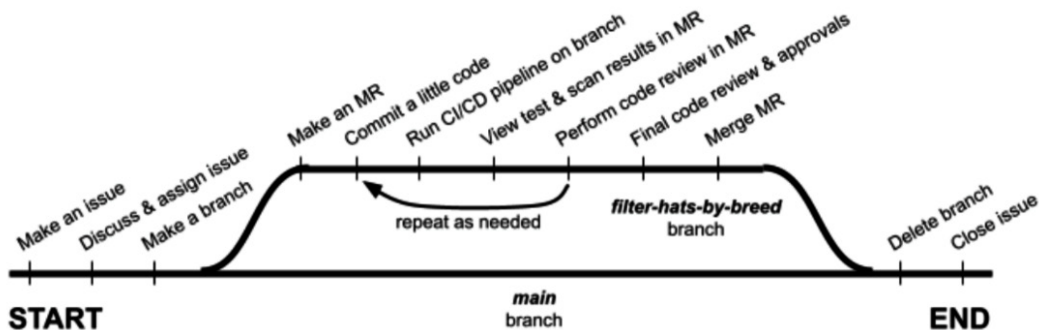 Make an issue
Discuss & assign issue
Make a branch
Make an MR
Commit a little code
Run CI/CD pipeline on branch
View test & scan results in MR
Perform code review in MR
Final code review & approvals
Merge MR
repeat as needed
filter-hats-by-breed
branch
Delete branch
Close issue
START
main
branch
END